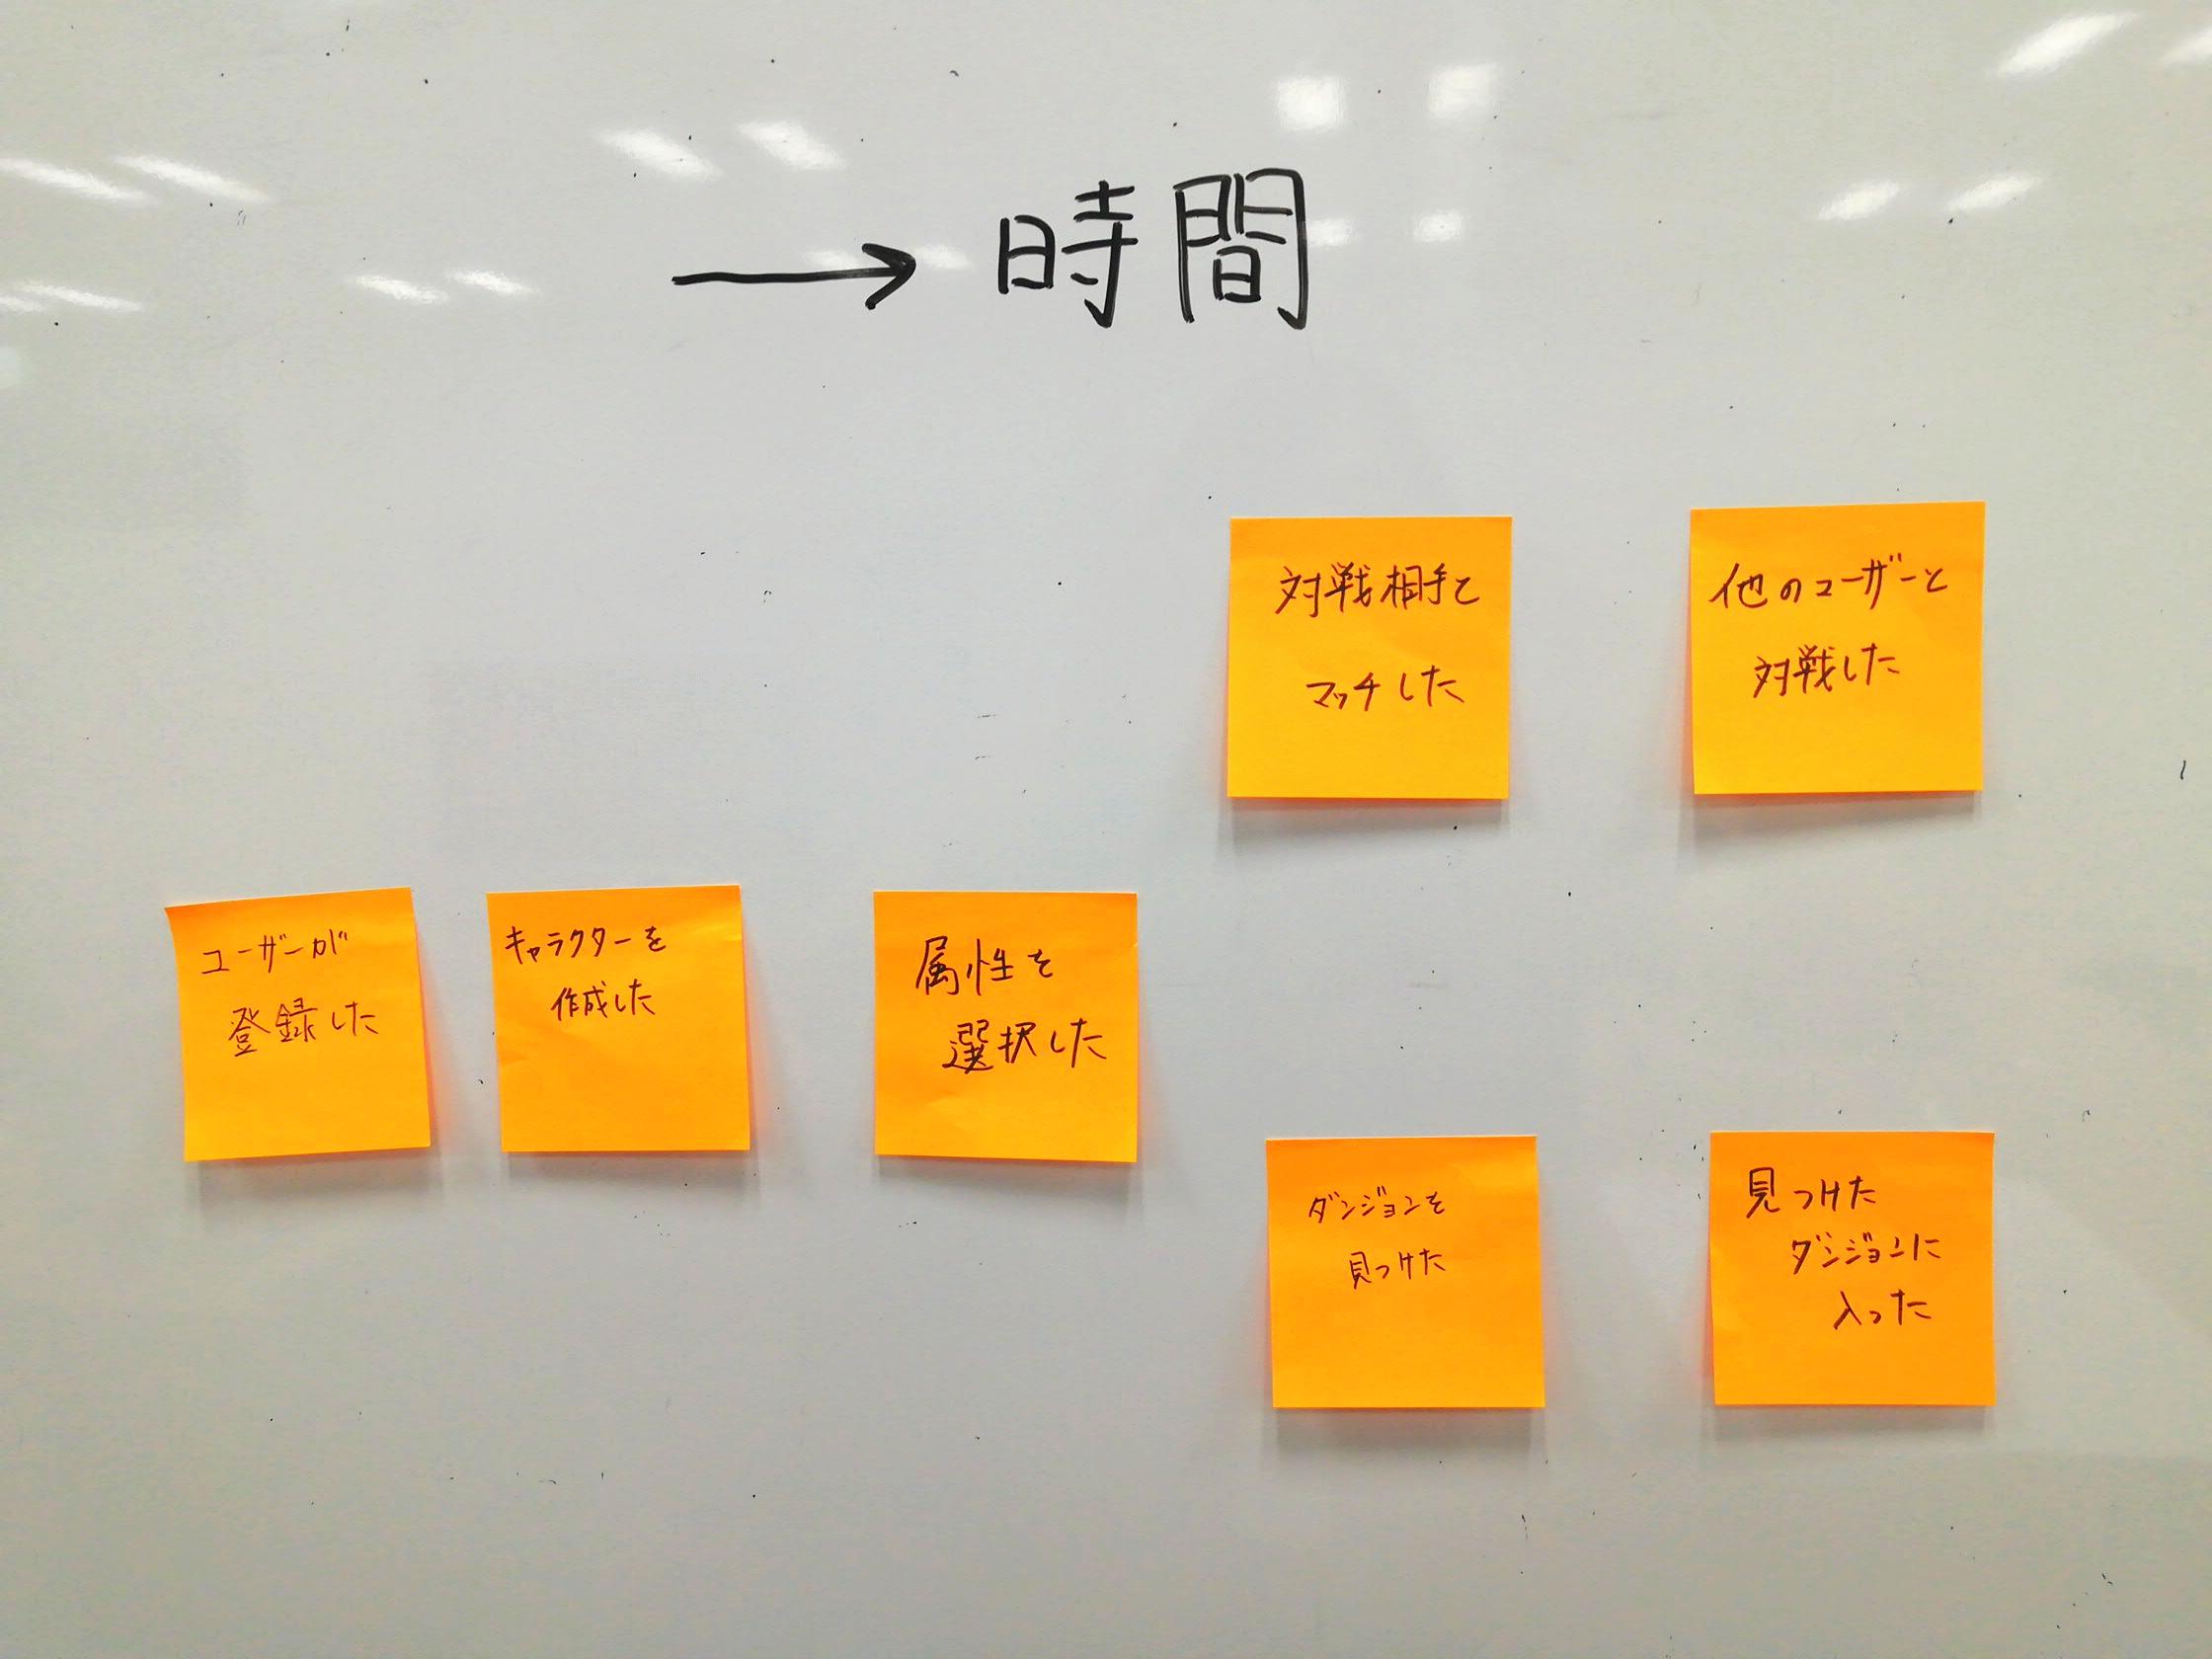 → 時間
対戦相手と
マッチした
他のユーザーと
対戦した
ユーザーが
登録した
キャラクターを
作成した
属性を
選択した
ダンジョンを
見つけた
見つけた
ダンジョンに
入った